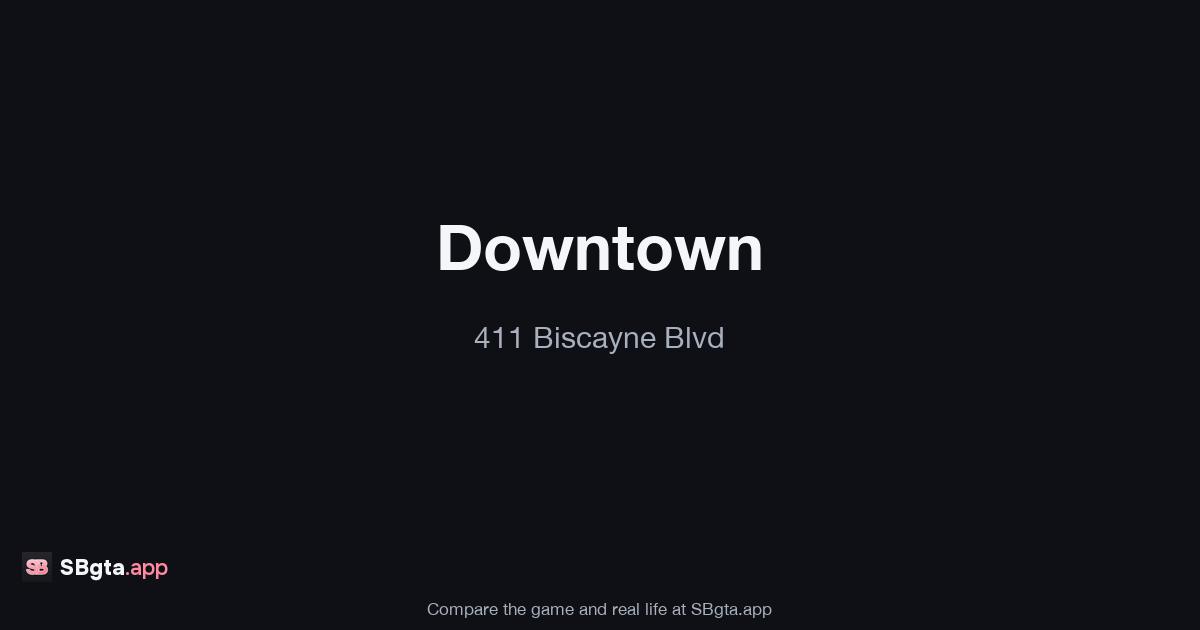 Downtown
411 Biscayne Blvd
SB SBgta.app
Compare the game and real life at SBgta.app